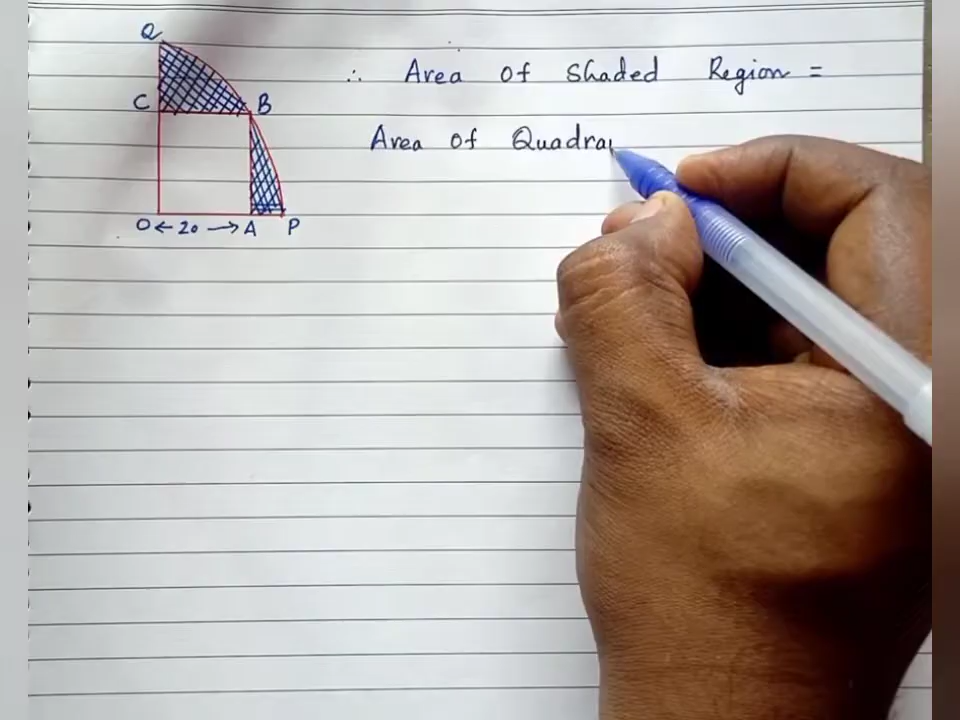 Q
∴ Area of Shaded Region =
C B
Area of Quadra
O ← 20 → A P